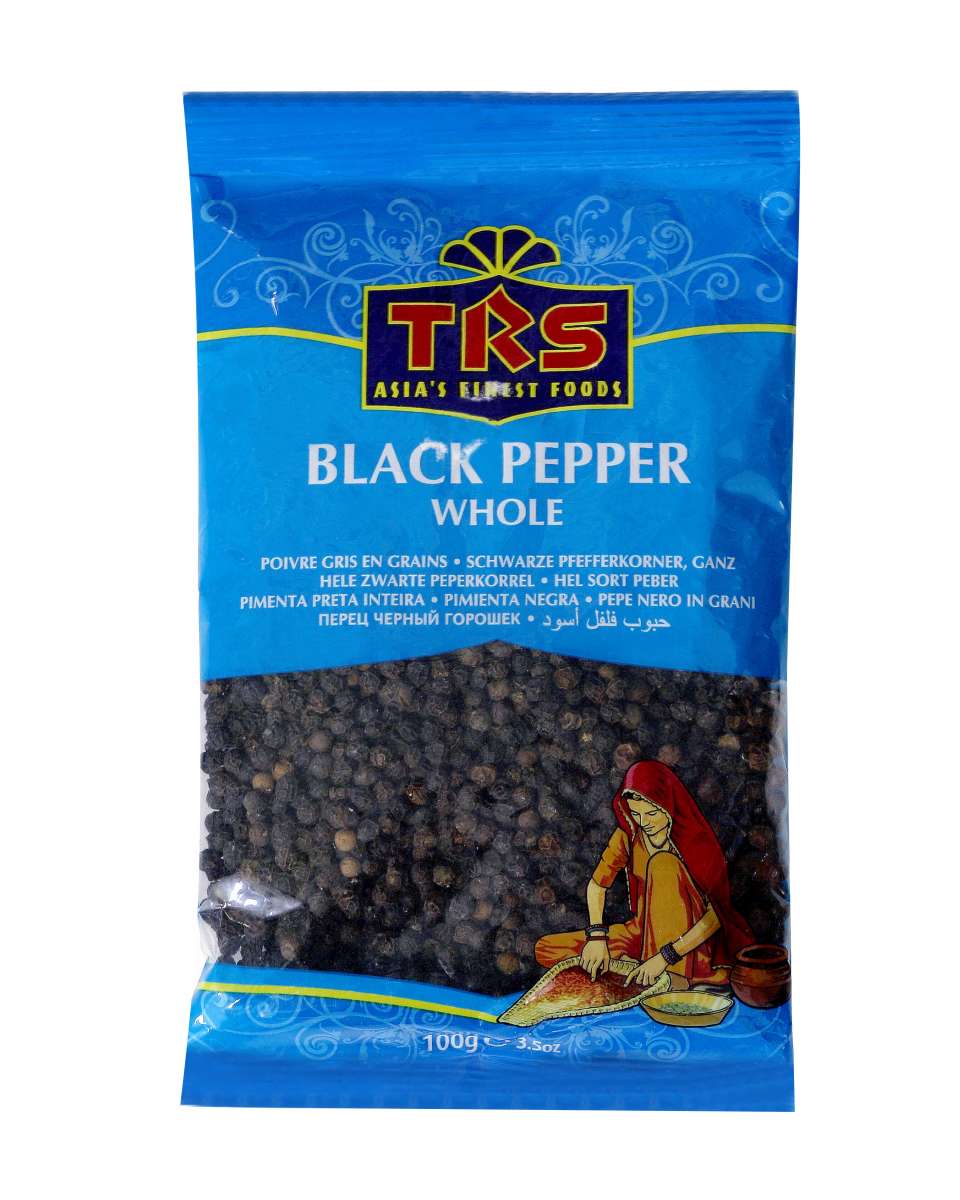 TRS
ASIA'S FINEST FOODS
BLACK PEPPER
WHOLE
POIVRE GRIS EN GRAINS • SCHWARZE PFEFFERKORNER, GANZ
HELE ZWARTE PEPERKORREL • HEL SORT PEBER
PIMENTA PRETA INTEIRA • PIMIENTA NEGRA • PEPE NERO IN GRANI
ПЕРЕЦ ЧЕРНЫЙ ГОРОШЕК • حبوب فلفل أسود
100g e 3.5oz